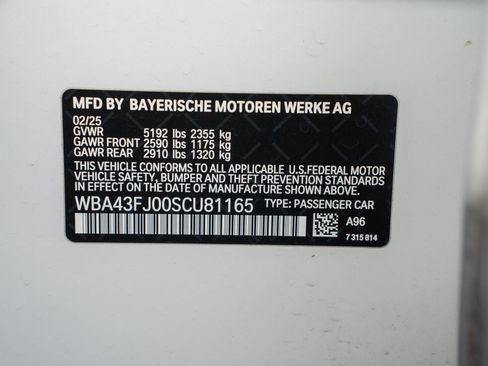 MFD BY BAYERISCHE MOTOREN WERKE AG
02/25
GVWR 5192 lbs 2355 kg
GAWR FRONT 2590 lbs 1175 kg
GAWR REAR 2910 lbs 1320 kg
THIS VEHICLE CONFORMS TO ALL APPLICABLE U.S.FEDERAL MOTOR
VEHICLE SAFETY, BUMPER AND THEFT PREVENTION STANDARDS
IN EFFECT ON THE DATE OF MANUFACTURE SHOWN ABOVE.
WBA43FJ00SCU81165 TYPE: PASSENGER CAR
A96
7 315 814